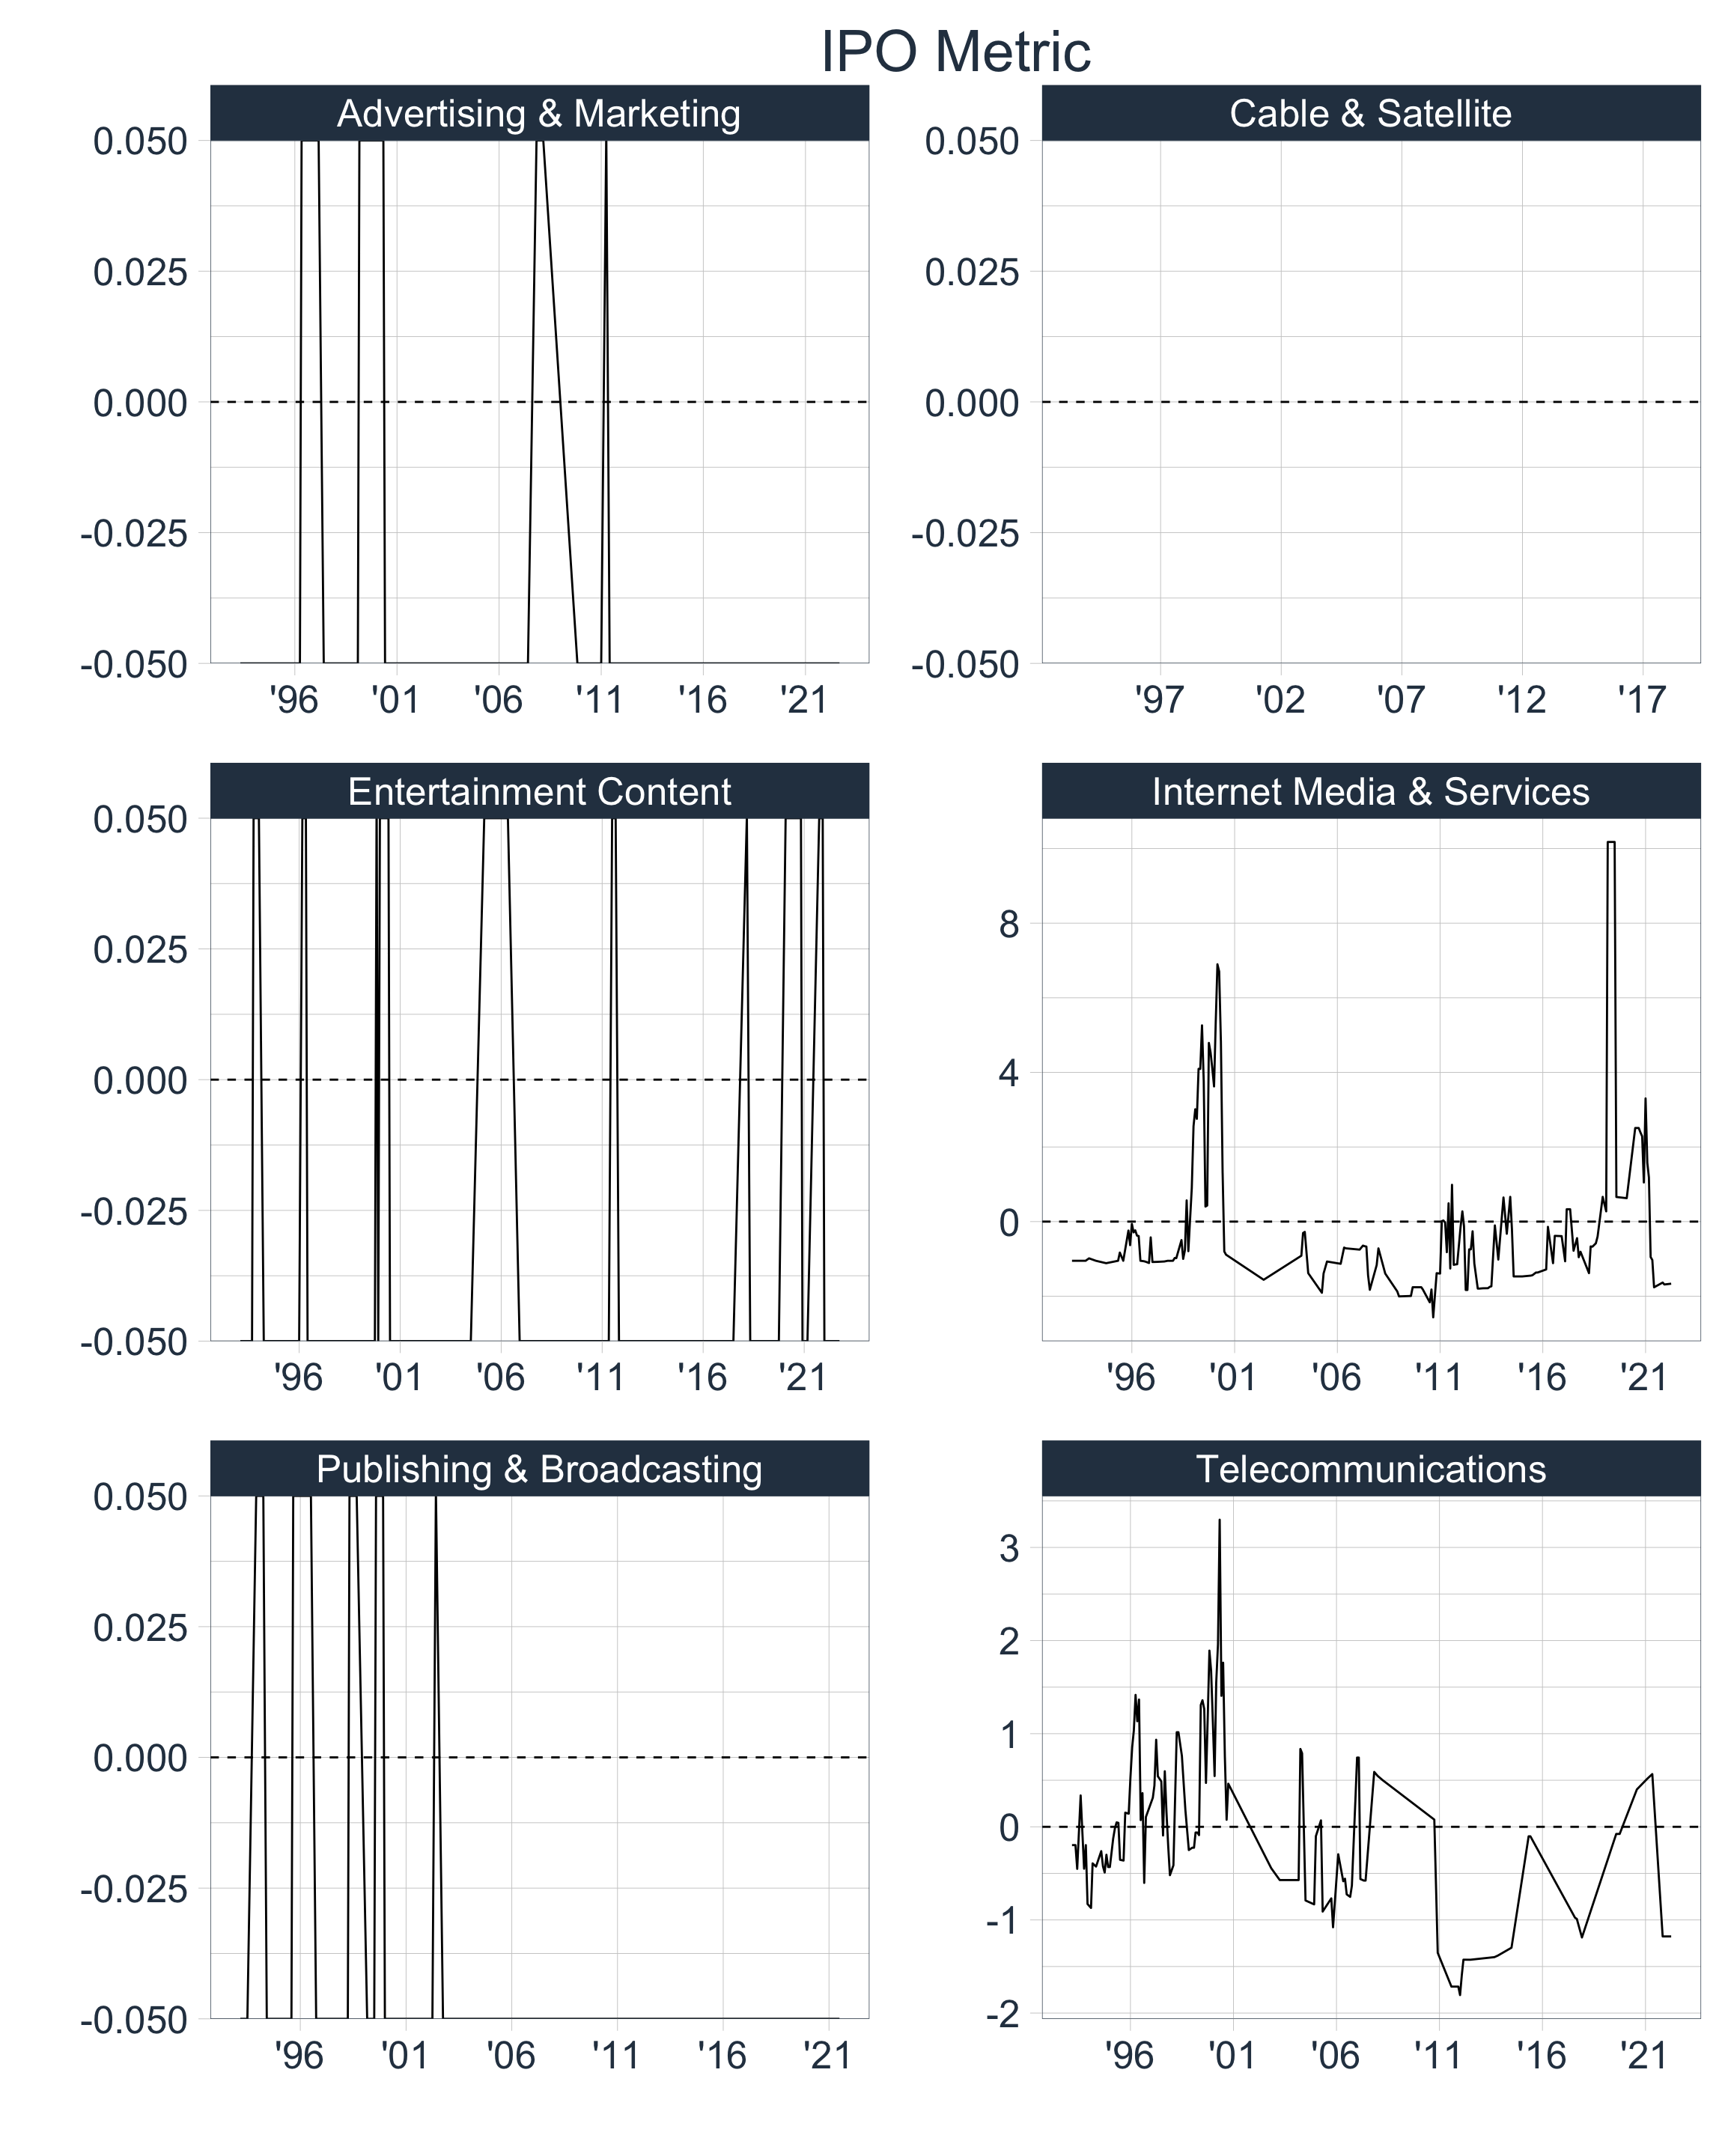 IPO Metric
Advertising & Marketing
0.050
0.025
0.000
-0.025
-0.050
'96 '01 '06 '11 '16 '21
Cable & Satellite
0.050
0.025
0.000
-0.025
-0.050
'97 '02 '07 '12 '17
Entertainment Content
0.050
0.025
0.000
-0.025
-0.050
'96 '01 '06 '11 '16 '21
Internet Media & Services
8
4
0
'96 '01 '06 '11 '16 '21
Publishing & Broadcasting
0.050
0.025
0.000
-0.025
-0.050
'96 '01 '06 '11 '16 '21
Telecommunications
3
2
1
0
-1
-2
'96 '01 '06 '11 '16 '21